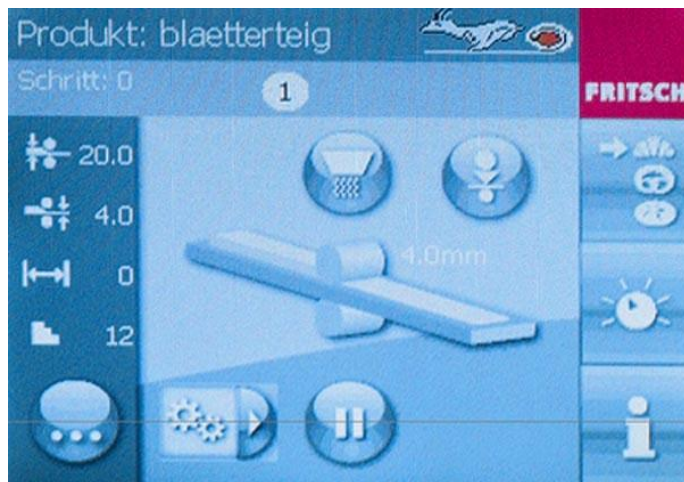 Produkt: blaetterteig
Schritt: 0
1
FRITSCH
20.0
4.0
4.0mm
0
12